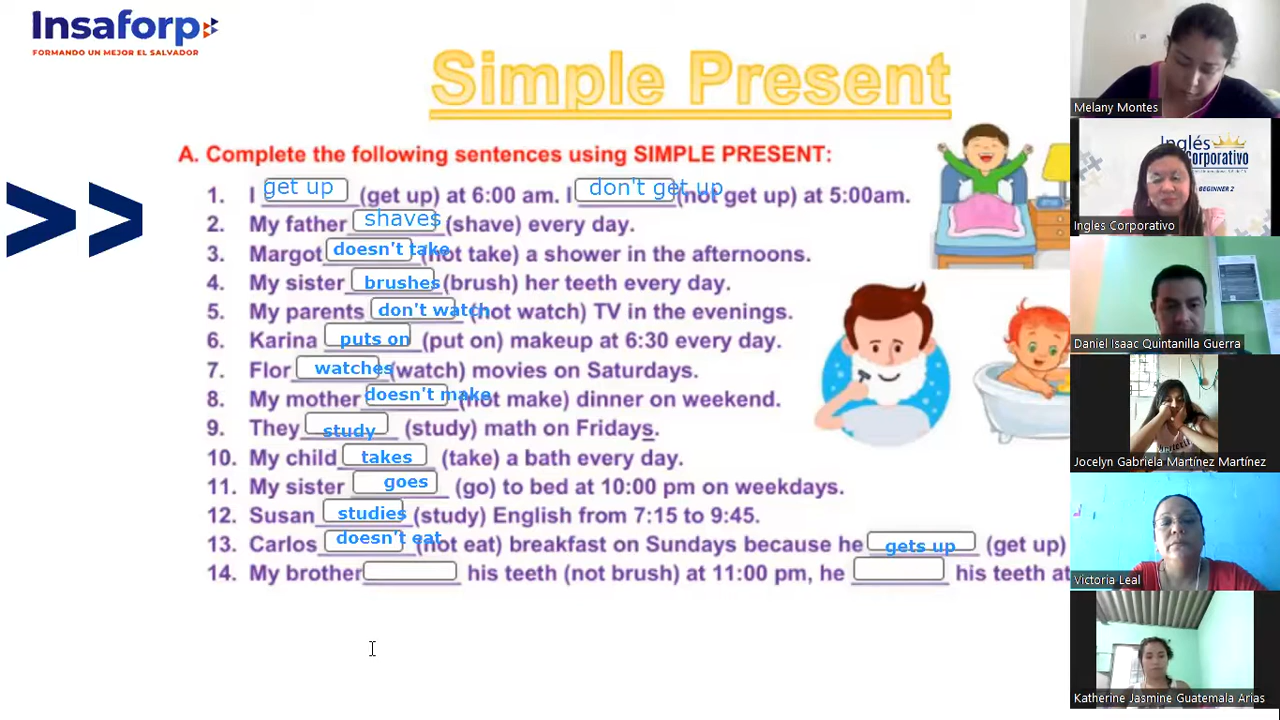 Insaforp
FORMANDO UN MEJOR EL SALVADOR
Simple Present
A. Complete the following sentences using SIMPLE PRESENT:
1. I get up (get up) at 6:00 am. I don't get up (not get up) at 5:00am.
2. My father shaves (shave) every day.
3. Margot doesn't take (not take) a shower in the afternoons.
4. My sister brushes (brush) her teeth every day.
5. My parents don't watch (not watch) TV in the evenings.
6. Karina puts on (put on) makeup at 6:30 every day.
7. Flor watches (watch) movies on Saturdays.
8. My mother doesn't make (not make) dinner on weekend.
9. They study (study) math on Fridays.
10. My child takes (take) a bath every day.
11. My sister goes (go) to bed at 10:00 pm on weekdays.
12. Susan studies (study) English from 7:15 to 9:45.
13. Carlos doesn't eat (not eat) breakfast on Sundays because he gets up (get up)
14. My brother his teeth (not brush) at 11:00 pm, he his teeth at
Melany Montes
Inglés
Corporativo
BEGINNER 2
Ingles Corporativo
Daniel Isaac Quintanilla Guerra
Jocelyn Gabriela Martínez Martínez
Victoria Leal
Katherine Jasmine Guatemala Arias